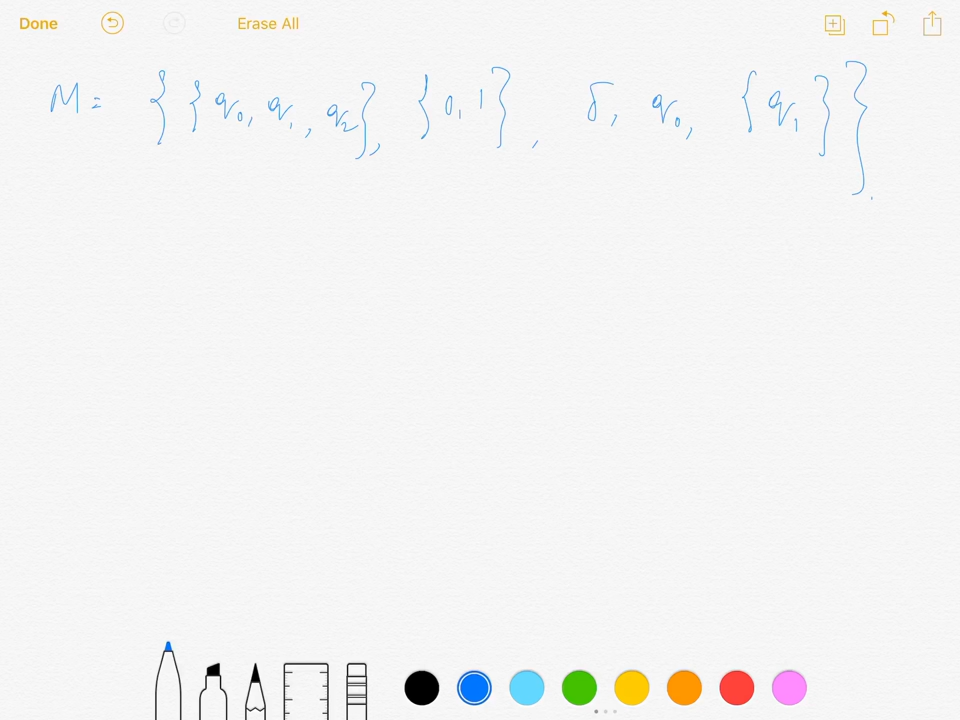 Done Erase All
M = { {q₀, q₁, q₂}, {0, 1}, δ, q₀, {q₁} }.